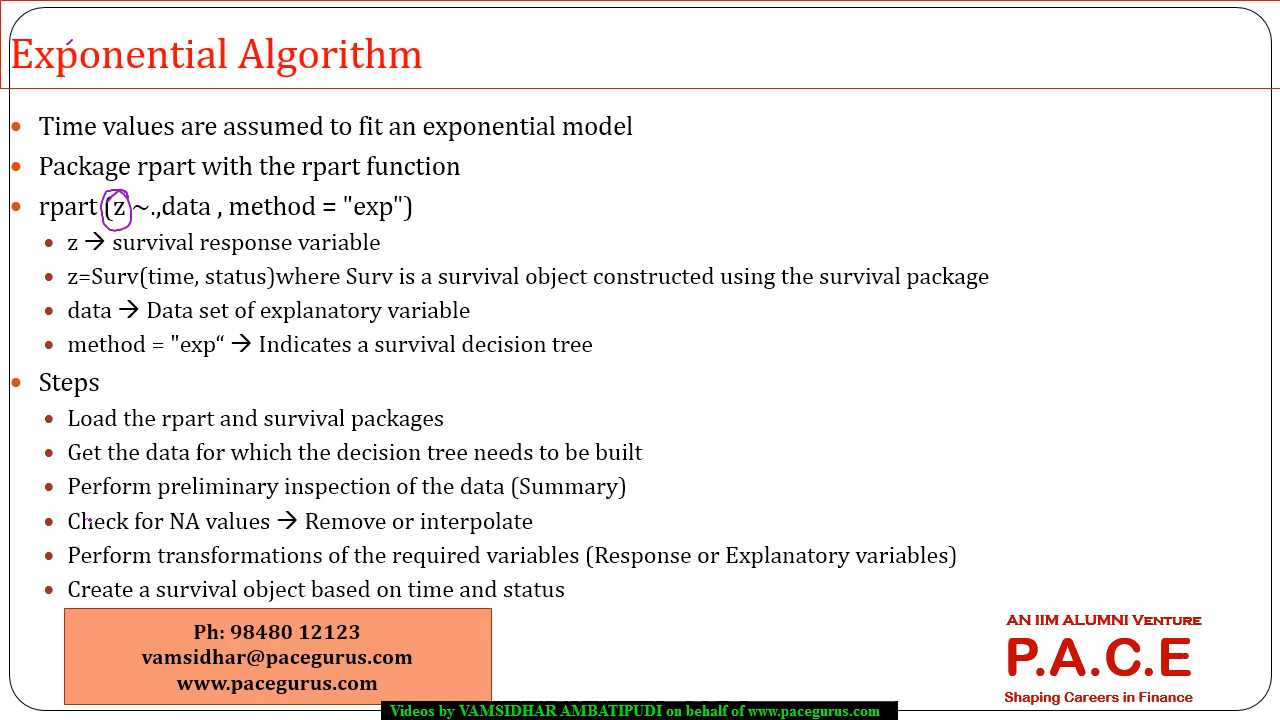 Exponential Algorithm
• Time values are assumed to fit an exponential model
• Package rpart with the rpart function
• rpart (z ~.,data , method = "exp")
• z → survival response variable
• z=Surv(time, status)where Surv is a survival object constructed using the survival package
• data → Data set of explanatory variable
• method = "exp“ → Indicates a survival decision tree
• Steps
• Load the rpart and survival packages
• Get the data for which the decision tree needs to be built
• Perform preliminary inspection of the data (Summary)
• Check for NA values → Remove or interpolate
• Perform transformations of the required variables (Response or Explanatory variables)
• Create a survival object based on time and status
Ph: 98480 12123
vamsidhar@pacegurus.com
www.pacegurus.com
AN IIM ALUMNI VENTURE
P.A.C.E
Shaping Careers in Finance
Videos by VAMSIDHAR AMBATIPUDI on behalf of www.pacegurus.com